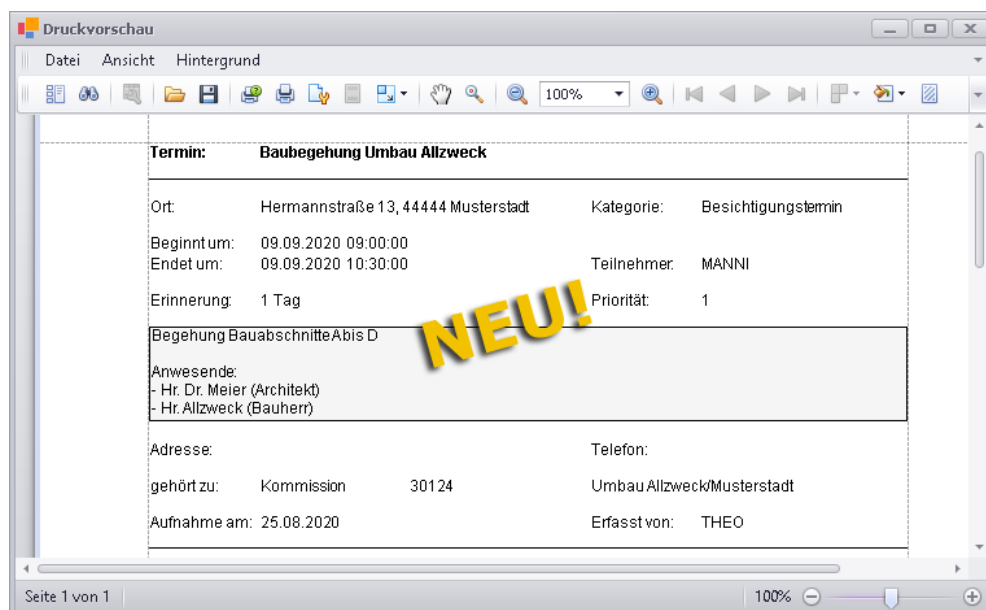 Druckvorschau
Datei Ansicht Hintergrund
100%
Termin: Baubegehung Umbau Allzweck
Ort: Hermannstraße 13, 44444 Musterstadt Kategorie: Besichtigungstermin
Beginnt um: 09.09.2020 09:00:00
Endet um: 09.09.2020 10:30:00 Teilnehmer: MANNI
Erinnerung: 1 Tag Priorität: 1
NEU!
Begehung Bauabschnitte A bis D
Anwesende:
- Hr. Dr. Meier (Architekt)
- Hr. Allzweck (Bauherr)
Adresse: Telefon:
gehört zu: Kommission 30124 Umbau Allzweck/Musterstadt
Aufnahme am: 25.08.2020 Erfasst von: THEO
Seite 1 von 1 100%